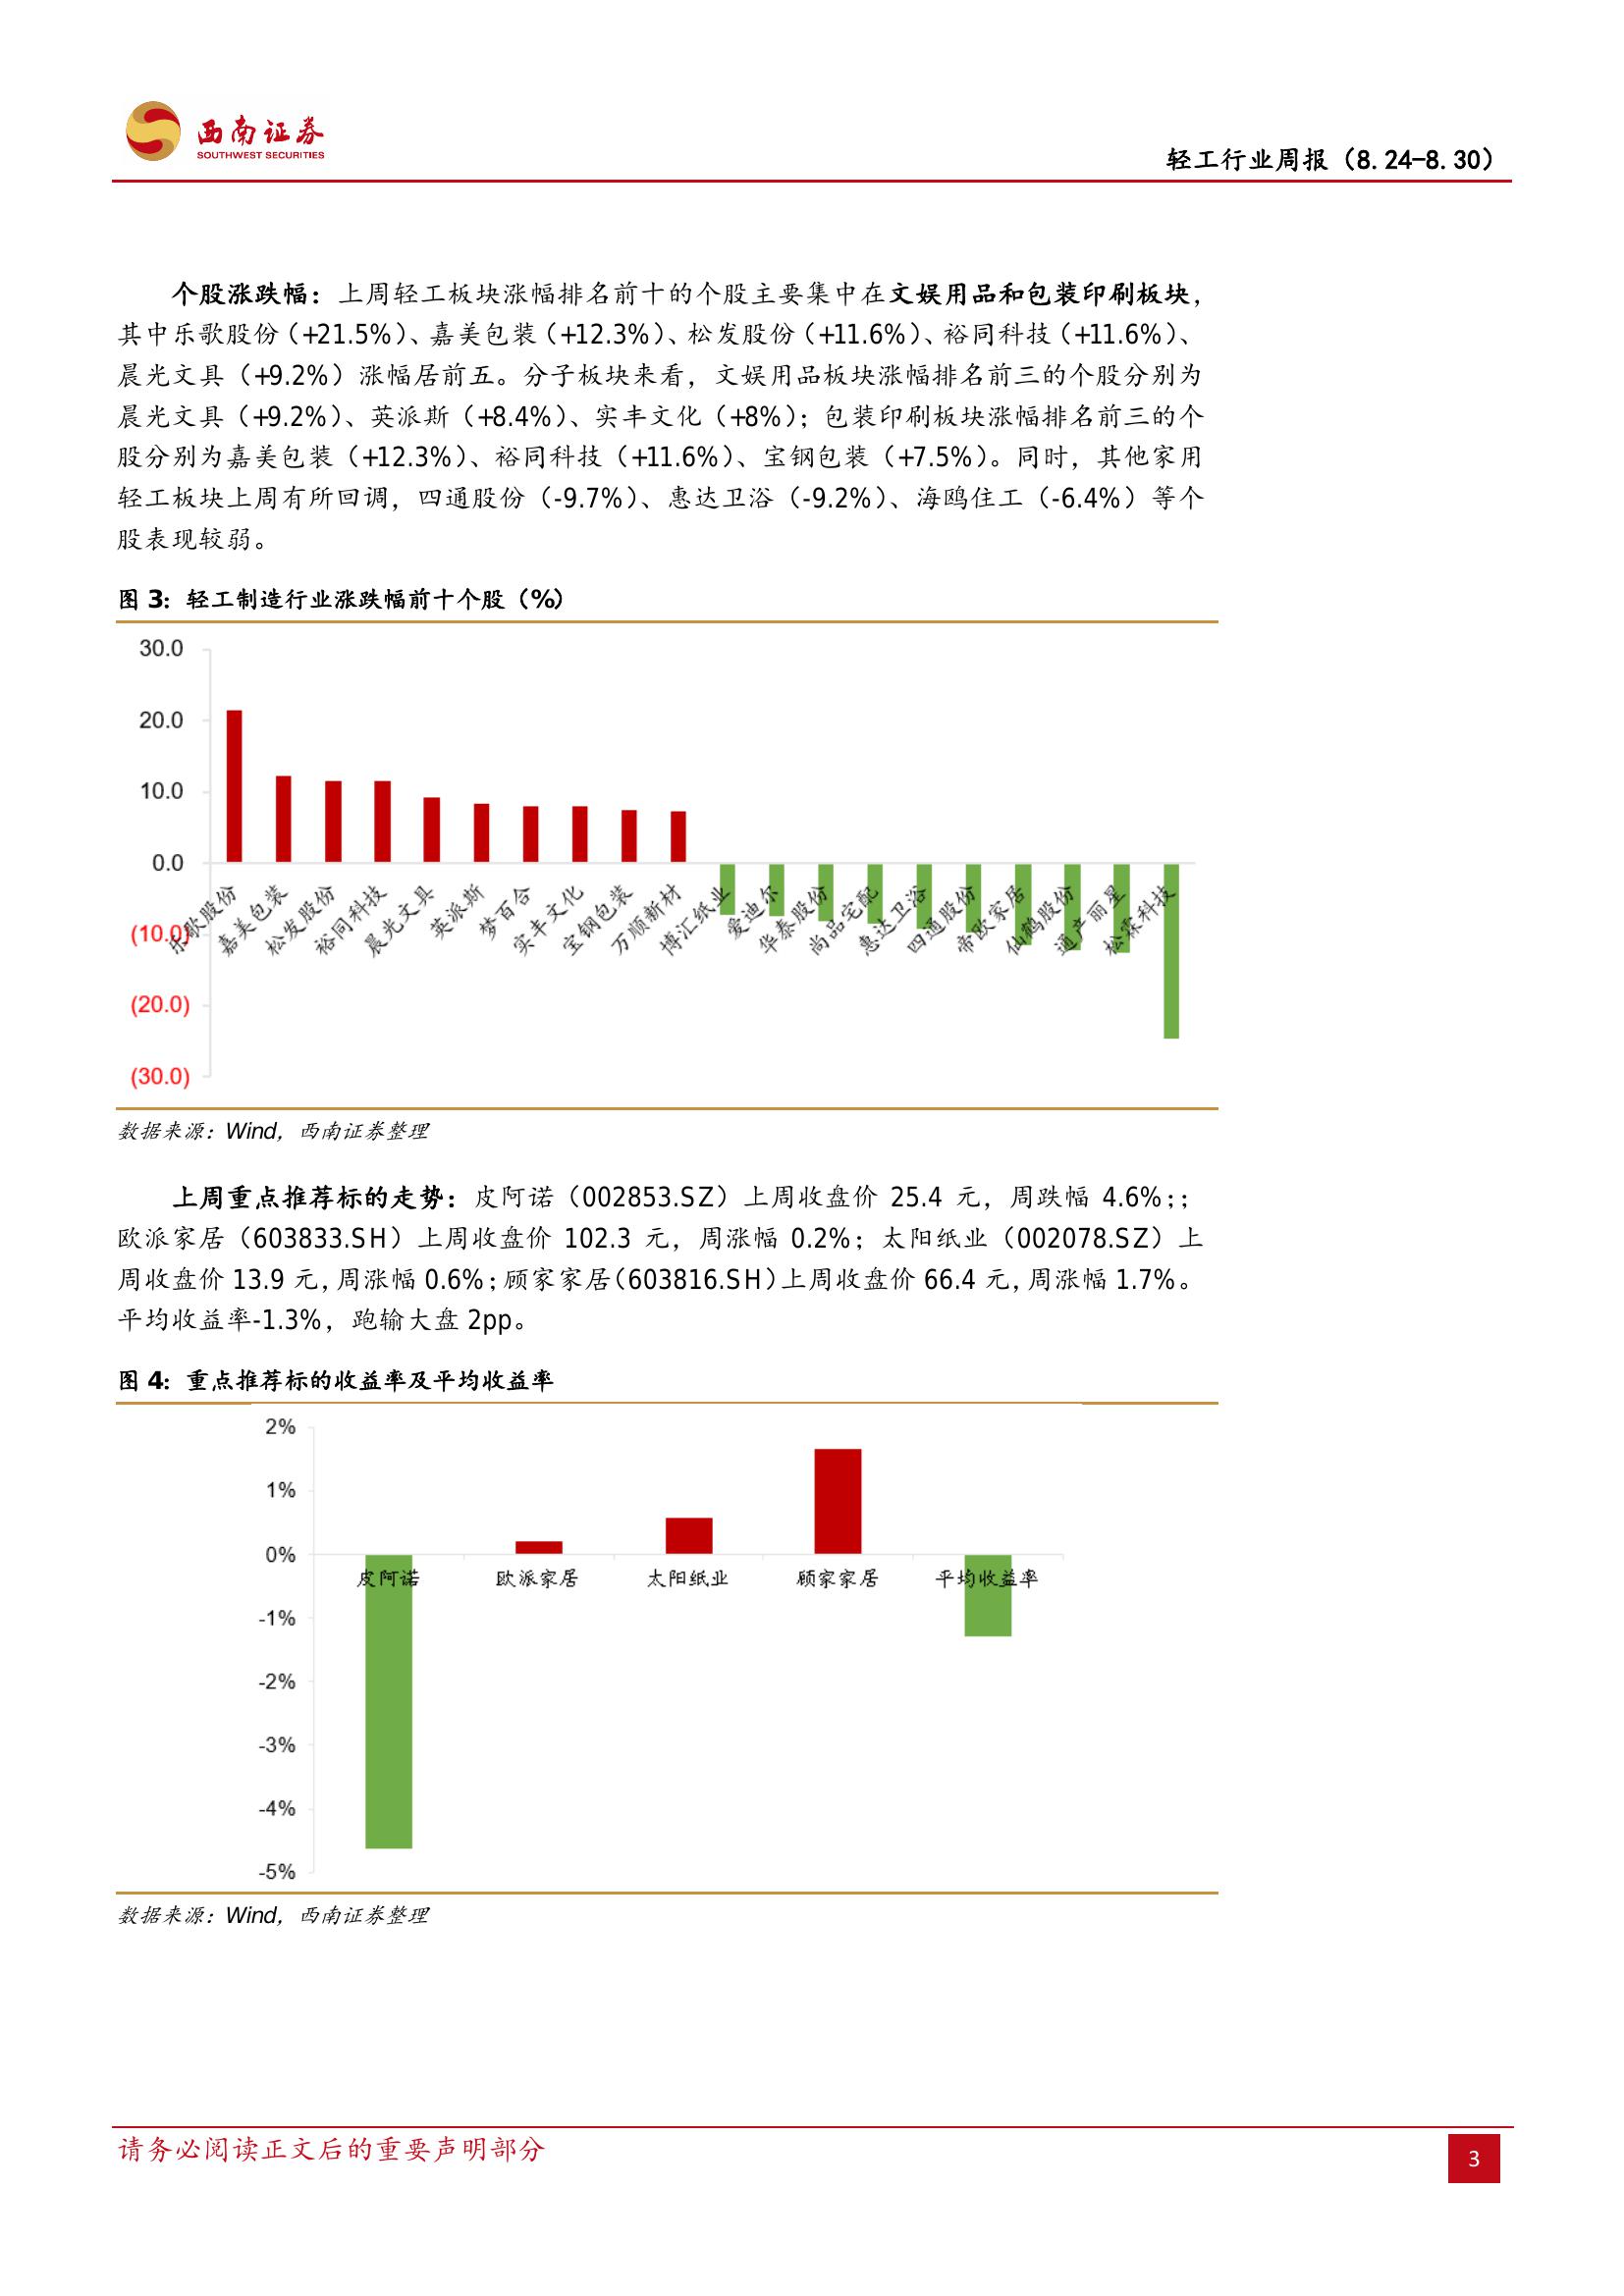 西南证券
SOUTHWEST SECURITIES
轻工行业周报（8.24-8.30）
个股涨跌幅：上周轻工板块涨幅排名前十的个股主要集中在文娱用品和包装印刷板块，
其中乐歌股份（+21.5%）、嘉美包装（+12.3%）、松发股份（+11.6%）、裕同科技（+11.6%）、
晨光文具（+9.2%）涨幅居前五。分子板块来看，文娱用品板块涨幅排名前三的个股分别为
晨光文具（+9.2%）、英派斯（+8.4%）、实丰文化（+8%）；包装印刷板块涨幅排名前三的个
股分别为嘉美包装（+12.3%）、裕同科技（+11.6%）、宝钢包装（+7.5%）。同时，其他家用
轻工板块上周有所回调，四通股份（-9.7%）、惠达卫浴（-9.2%）、海鸥住工（-6.4%）等个
股表现较弱。
图 3：轻工制造行业涨跌幅前十个股（%）
30.0
20.0
10.0
0.0
(10.0)
(20.0)
(30.0)
乐歌股份
嘉美包装
松发股份
裕同科技
晨光文具
英派斯
梦百合
实丰文化
宝钢包装
万顺新材
博汇纸业
爱迪尔
华泰股份
尚品宅配
惠达卫浴
四通股份
帝欧家居
仙鹤股份
通产丽星
松霖科技
数据来源：Wind，西南证券整理
上周重点推荐标的走势：皮阿诺（002853.SZ）上周收盘价 25.4 元，周跌幅 4.6%；；
欧派家居（603833.SH）上周收盘价 102.3 元，周涨幅 0.2%；太阳纸业（002078.SZ）上
周收盘价 13.9 元，周涨幅 0.6%；顾家家居（603816.SH）上周收盘价 66.4 元，周涨幅 1.7%。
平均收益率-1.3%，跑输大盘 2pp。
图 4：重点推荐标的收益率及平均收益率
2%
1%
0%
-1%
-2%
-3%
-4%
-5%
皮阿诺
欧派家居
太阳纸业
顾家家居
平均收益率
数据来源：Wind，西南证券整理
请务必阅读正文后的重要声明部分
3